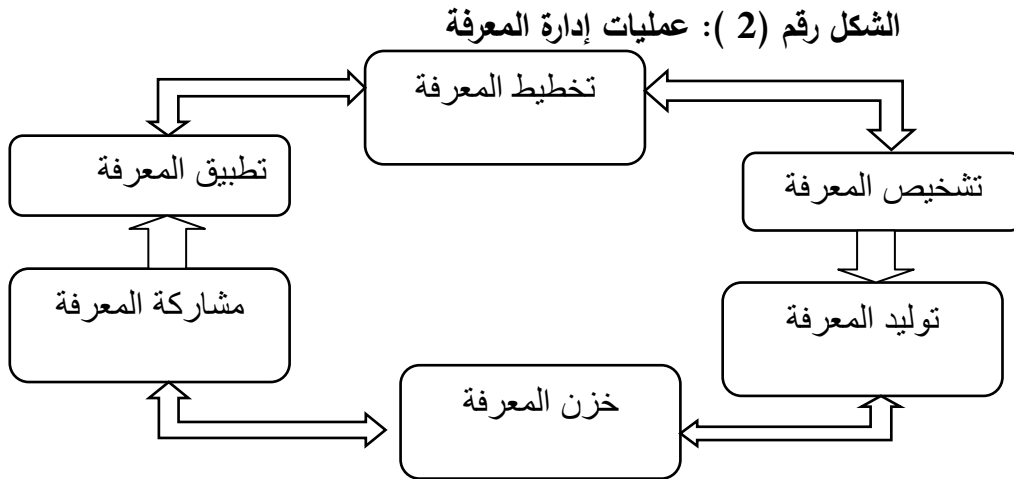 الشكل رقم (2 ): عمليات إدارة المعرفة
تخطيط المعرفة
تشخيص المعرفة
توليد المعرفة
خزن المعرفة
مشاركة المعرفة
تطبيق المعرفة